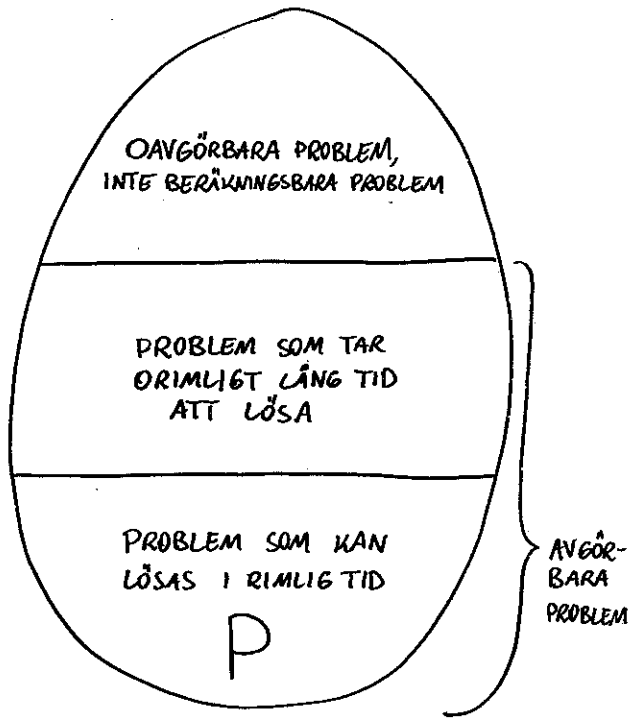 OAVGÖRBARA PROBLEM,
INTE BERÄKNINGSBARA PROBLEM
PROBLEM SOM TAR
ORIMLIGT LÅNG TID
ATT LÖSA
PROBLEM SOM KAN
LÖSAS I RIMLIG TID
P
AVGÖR-
BARA
PROBLEM